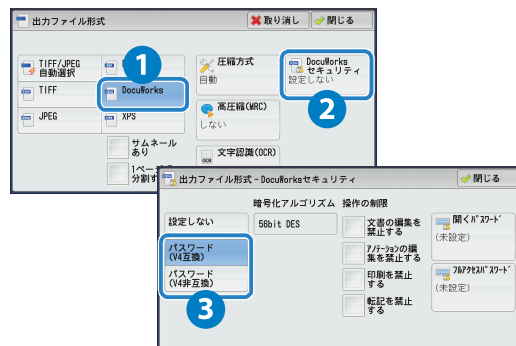 出力ファイル形式
取り消し
閉じる
TIFF/JPEG
自動選択
圧縮方式
自動
DocuWorks
セキュリティ
設定しない
1
2
TIFF
DocuWorks
高圧縮(MRC)
しない
JPEG
XPS
サムネール
あり
文字認識(OCR)
OCR
1ペー
分割す
出力ファイル形式 - DocuWorksセキュリティ
閉じる
暗号化アルゴリズム
操作の制限
設定しない
56bit DES
文書の編集を
禁止する
開くパスワード
(未設定)
パスワード
(V4互換)
アノテーションの編
集を禁止する
フルアクセスパスワード
(未設定)
パスワード
(V4非互換)
印刷を禁止
する
3
転記を禁止
する